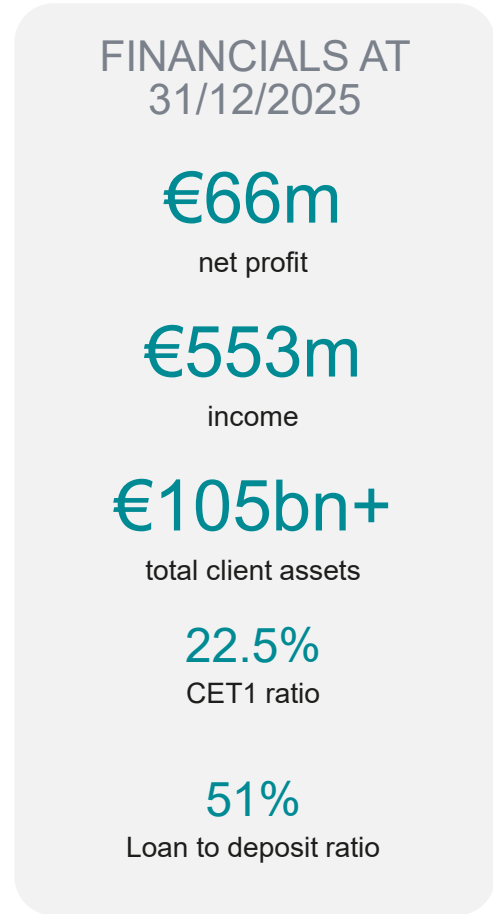 FINANCIALS AT
31/12/2025
€66m
net profit
€553m
income
€105bn+
total client assets
22.5%
CET1 ratio
51%
Loan to deposit ratio